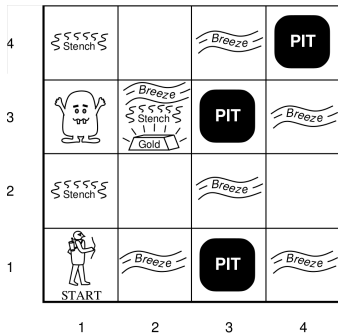 4 Stench Breeze PIT
3 Breeze Stench Gold PIT Breeze
2 Stench Breeze
1 START Breeze PIT Breeze
1 2 3 4